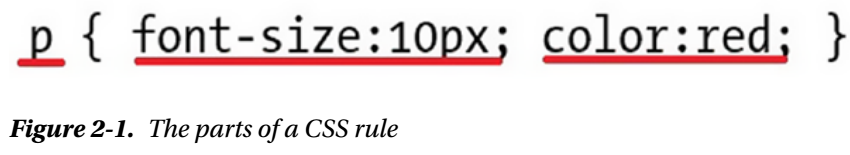 p { font-size:10px; color:red; }
Figure 2-1. The parts of a CSS rule